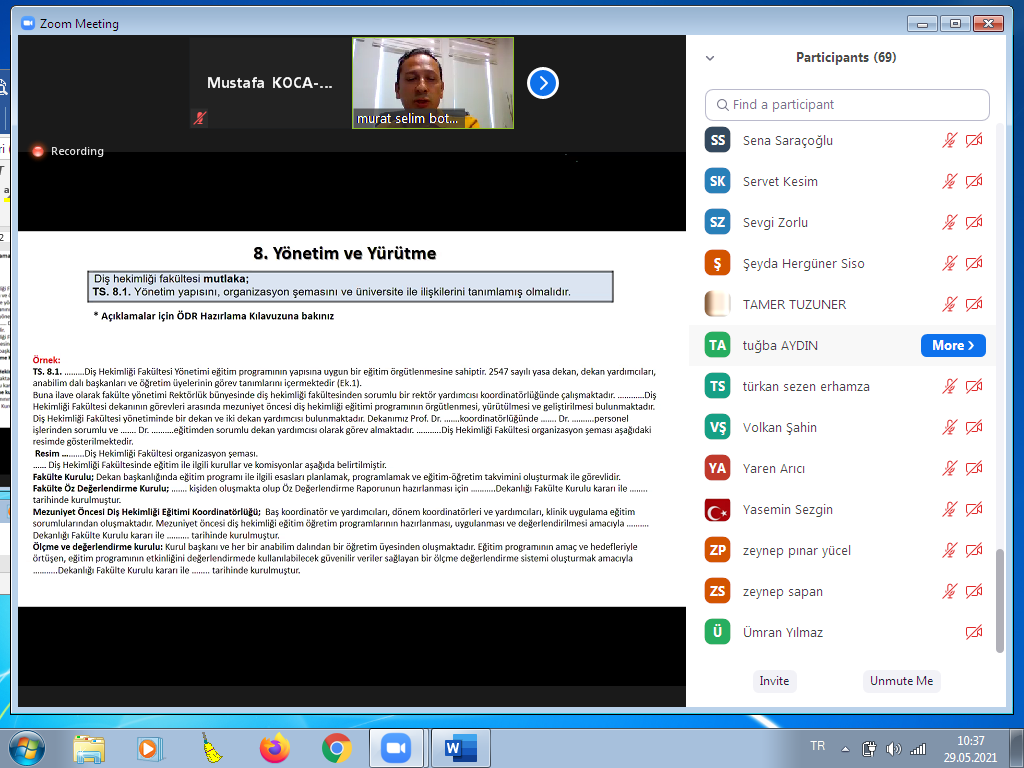 Zoom Meeting
Mustafa KOCA-...
murat selim bot...
Recording
8. Yönetim ve Yürütme
Diş hekimliği fakültesi mutlaka;
TS. 8.1. Yönetim yapısını, organizasyon şemasını ve üniversite ile ilişkilerini tanımlamış olmalıdır.
* Açıklamalar için ÖDR Hazırlama Kılavuzuna bakınız
Örnek:
TS. 8.1. .........Diş Hekimliği Fakültesi Yönetimi eğitim programının yapısına uygun bir eğitim örgütlenmesine sahiptir. 2547 sayılı yasa dekan, dekan yardımcıları,
anabilim dalı başkanları ve öğretim üyelerinin görev tanımlarını içermektedir (Ek.1).
Buna ilave olarak fakülte yönetimi Rektörlük bünyesinde diş hekimliği fakültesinden sorumlu bir rektör yardımcısı koordinatörlüğünde çalışmaktadır. ............Diş
Hekimliği Fakültesi dekanının görevleri arasında mezuniyet öncesi diş hekimliği eğitimi programının örgütlenmesi, yürütülmesi ve geliştirilmesi bulunmaktadır.
Diş Hekimliği Fakültesi yönetiminde bir dekan ve iki dekan yardımcısı bulunmaktadır. Dekanımız Prof. Dr. ......koordinatörlüğünde ....... Dr. ..........personel
işlerinden sorumlu ve ....... Dr. ..........eğitimden sorumlu dekan yardımcısı olarak görev almaktadır. ...........Diş Hekimliği Fakültesi organizasyon şeması aşağıdaki
resimde gösterilmektedir.
Resim ..........Diş Hekimliği Fakültesi organizasyon şeması.
...... Diş Hekimliği Fakültesinde eğitim ile ilgili kurullar ve komisyonlar aşağıda belirtilmiştir.
Fakülte Kurulu; Dekan başkanlığında eğitim programı ile ilgili esasları planlamak, programlamak ve eğitim-öğretim takvimini oluşturmak ile görevlidir.
Fakülte Öz Değerlendirme Kurulu; ....... kişiden oluşmakta olup Öz Değerlendirme Raporunun hazırlanması için ...........Dekanlığı Fakülte Kurulu kararı ile ........
tarihinde kurulmuştur.
Mezuniyet Öncesi Diş Hekimliği Eğitimi Koordinatörlüğü; Baş koordinatör ve yardımcıları, dönem koordinatörleri ve yardımcıları, klinik uygulama eğitim
sorumlularından oluşmaktadır. Mezuniyet öncesi diş hekimliği eğitim öğretim programlarının hazırlanması, uygulanması ve değerlendirilmesi amacıyla ..........
Dekanlığı Fakülte Kurulu kararı ile .......... tarihinde kurulmuştur.
Ölçme ve değerlendirme kurulu: Kurul başkanı ve her bir anabilim dalından bir öğretim üyesinden oluşmaktadır. Eğitim programının amaç ve hedefleriyle
örtüşen, eğitim programının etkinliğini değerlendirmede kullanılabilecek güvenilir veriler sağlayan bir ölçme değerlendirme sistemi oluşturmak amacıyla
...........Dekanlığı Fakülte Kurulu kararı ile ........ tarihinde kurulmuştur.
Participants (69)
Find a participant
SS Sena Saraçoğlu
SK Servet Kesim
SZ Sevgi Zorlu
Ş Şeyda Hergüner Siso
TAMER TUZUNER
TA tuğba AYDIN More >
TS türkan sezen erhamza
VŞ Volkan Şahin
YA Yaren Arıcı
Yasemin Sezgin
ZP zeynep pınar yücel
ZS zeynep sapan
Ü Ümran Yılmaz
Invite Unmute Me
TR
10:37
29.05.2021